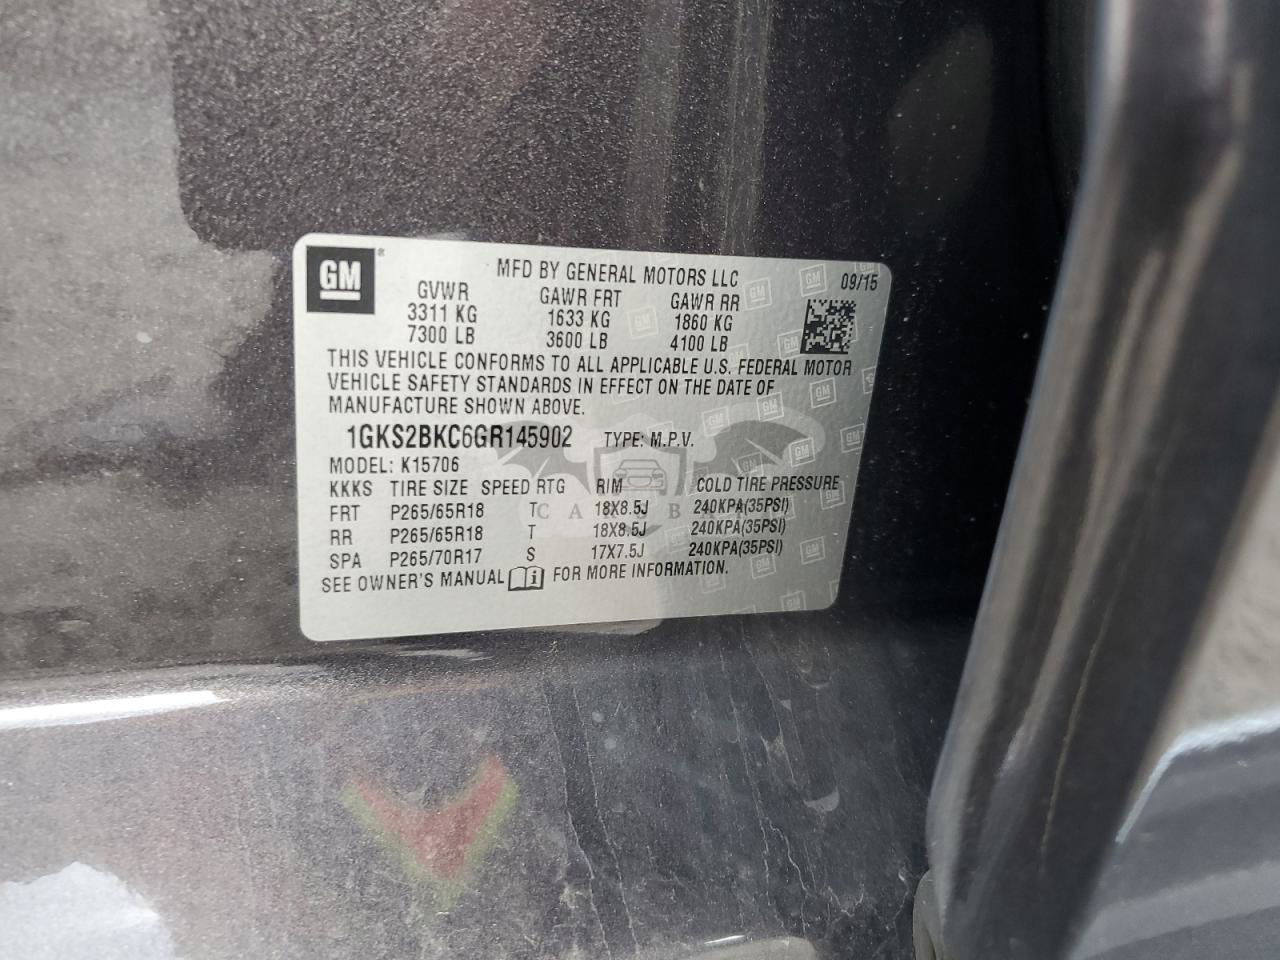 GM®
MFD BY GENERAL MOTORS LLC 09/15
GVWR GAWR FRT GAWR RR
3311 KG 1633 KG 1860 KG
7300 LB 3600 LB 4100 LB
THIS VEHICLE CONFORMS TO ALL APPLICABLE U.S. FEDERAL MOTOR
VEHICLE SAFETY STANDARDS IN EFFECT ON THE DATE OF
MANUFACTURE SHOWN ABOVE.
1GKS2BKC6GR145902 TYPE: M.P.V.
MODEL: K15706
KKKS TIRE SIZE SPEED RTG RIM COLD TIRE PRESSURE
FRT P265/65R18 T 18X8.5J 240KPA(35PSI)
RR P265/65R18 T 18X8.5J 240KPA(35PSI)
SPA P265/70R17 S 17X7.5J 240KPA(35PSI)
SEE OWNER'S MANUAL FOR MORE INFORMATION.